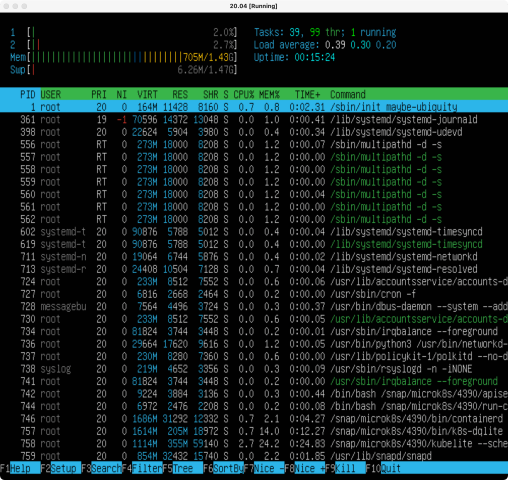 20.04 [Running]
1 [| 2.0%] Tasks: 39, 99 thr; 1 running
2 [|| 2.7%] Load average: 0.39 0.30 0.20
Mem[||||||||||||||||||||||||||||||||705M/1.43G] Uptime: 00:15:24
[| 6.26M/1.47G]
PID USER PRI NI VIRT RES SHR S CPU% MEM% TIME+ Command
1 root 20 0 164M 11428 8160 S 0.7 0.8 0:02.31 /sbin/init maybe-ubiquity
361 root 19 -1 70596 14372 13048 S 0.0 1.0 0:00.41 /lib/systemd/systemd-journald
398 root 20 0 22624 5904 3980 S 0.0 0.4 0:00.34 /lib/systemd/systemd-udevd
556 root RT 0 273M 18000 8208 S 0.0 1.2 0:00.07 /sbin/multipathd -d -s
557 root RT 0 273M 18000 8208 S 0.0 1.2 0:00.00 /sbin/multipathd -d -s
558 root RT 0 273M 18000 8208 S 0.0 1.2 0:00.00 /sbin/multipathd -d -s
559 root RT 0 273M 18000 8208 S 0.0 1.2 0:00.00 /sbin/multipathd -d -s
560 root RT 0 273M 18000 8208 S 0.0 1.2 0:00.00 /sbin/multipathd -d -s
561 root RT 0 273M 18000 8208 S 0.0 1.2 0:00.04 /sbin/multipathd -d -s
562 root RT 0 273M 18000 8208 S 0.0 1.2 0:00.00 /sbin/multipathd -d -s
602 systemd-t 20 0 90876 5788 5012 S 0.0 0.4 0:00.04 /lib/systemd/systemd-timesyncd
619 systemd-t 20 0 90876 5788 5012 S 0.0 0.4 0:00.00 /lib/systemd/systemd-timesyncd
711 systemd-n 20 0 19064 6744 5876 S 0.0 0.4 0:00.02 /lib/systemd/systemd-networkd
713 systemd-r 20 0 24408 10504 7128 S 0.0 0.7 0:00.04 /lib/systemd/systemd-resolved
724 root 20 0 233M 8512 7552 S 0.0 0.6 0:00.06 /usr/lib/accountsservice/accounts-d
727 root 20 0 6816 2668 2464 S 0.0 0.2 0:00.00 /usr/sbin/cron -f
728 messagebu 20 0 7564 4496 3724 S 0.0 0.3 0:00.37 /usr/bin/dbus-daemon --system --add
730 root 20 0 233M 8512 7552 S 0.0 0.6 0:00.05 /usr/lib/accountsservice/accounts-d
734 root 20 0 81824 3744 3448 S 0.0 0.2 0:00.01 /usr/sbin/irqbalance --foreground
736 root 20 0 29664 17620 9616 S 0.0 1.2 0:00.05 /usr/bin/python3 /usr/bin/networkd-
737 root 20 0 230M 8280 7360 S 0.0 0.6 0:00.00 /usr/lib/policykit-1/polkitd --no-d
738 syslog 20 0 219M 4652 3356 S 0.0 0.3 0:00.09 /usr/sbin/rsyslogd -n -iNONE
741 root 20 0 81824 3744 3448 S 0.0 0.2 0:00.00 /usr/sbin/irqbalance --foreground
742 root 20 0 9224 3884 3136 S 0.0 0.3 0:00.44 /bin/bash /snap/microk8s/4390/apise
744 root 20 0 6972 2476 2208 S 0.0 0.2 0:00.08 /bin/bash /snap/microk8s/4390/run-c
746 root 20 0 1686M 31292 12332 S 0.7 2.1 0:04.27 /snap/microk8s/4390/bin/containerd
747 root 20 0 1614M 205M 18972 S 0.7 14.0 0:12.27 /snap/microk8s/4390/bin/k8s-dqlite
758 root 20 0 1114M 355M 59140 S 2.7 24.2 0:24.83 /snap/microk8s/4390/kubelite --sche
759 root 20 0 854M 32432 15740 S 0.0 2.2 0:01.85 /usr/lib/snapd/snapd
F1Help F2Setup F3SearchF4FilterF5Tree F6SortByF7Nice -F8Nice +F9Kill F10Quit